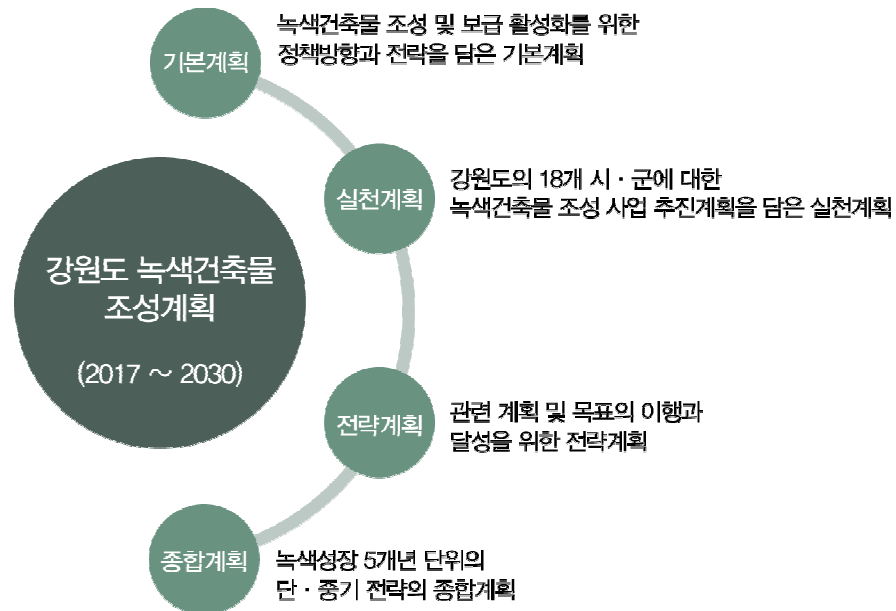 기본계획
녹색건축물 조성 및 보급 활성화를 위한
정책방향과 전략을 담은 기본계획
실천계획
강원도의 18개 시 · 군에 대한
녹색건축물 조성 사업 추진계획을 담은 실천계획
강원도 녹색건축물
조성계획
(2017 ~ 2030)
전략계획
관련 계획 및 목표의 이행과
달성을 위한 전략계획
종합계획
녹색성장 5개년 단위의
단 · 중기 전략의 종합계획